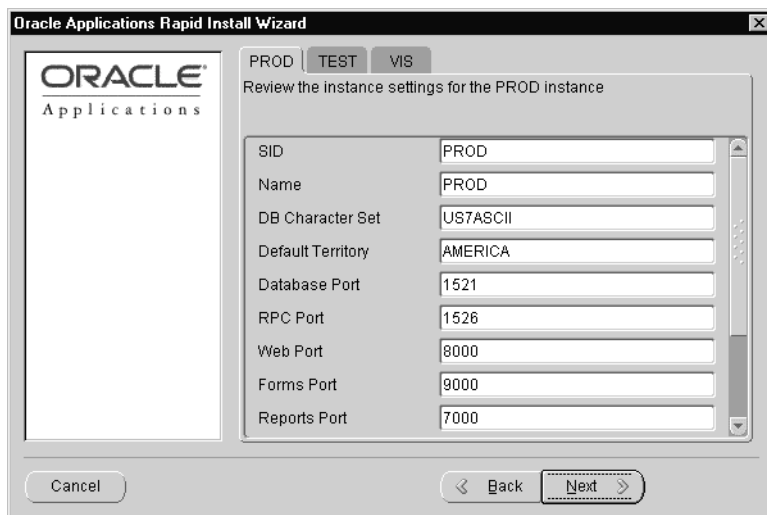 Oracle Applications Rapid Install Wizard
ORACLE
Applications
PROD TEST VIS
Review the instance settings for the PROD instance
SID PROD
Name PROD
DB Character Set US7ASCII
Default Territory AMERICA
Database Port 1521
RPC Port 1526
Web Port 8000
Forms Port 9000
Reports Port 7000
Cancel Back Next